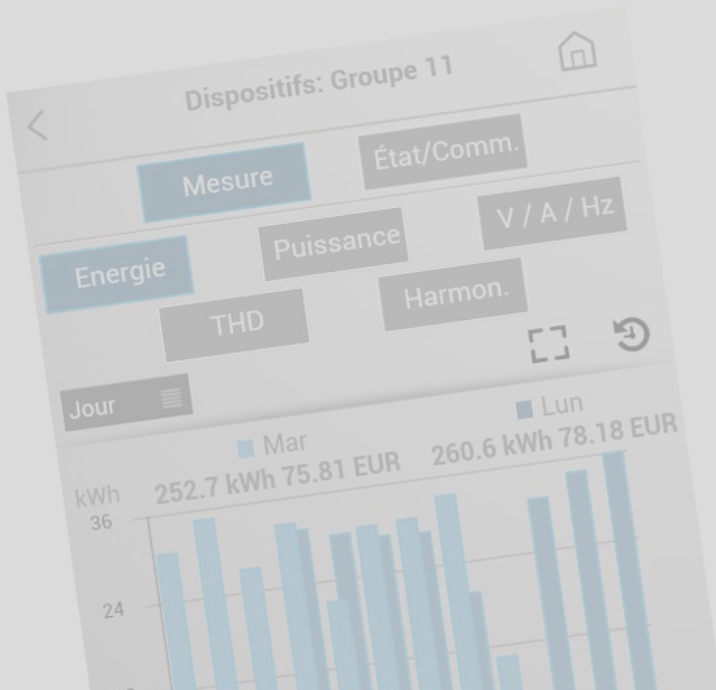 Dispositifs: Groupe 11
Mesure
État/Comm.
Energie
Puissance
V / A / Hz
THD
Harmon.
Jour
Mar
Lun
252.7 kWh 75.81 EUR
260.6 kWh 78.18 EUR
kWh
36
24